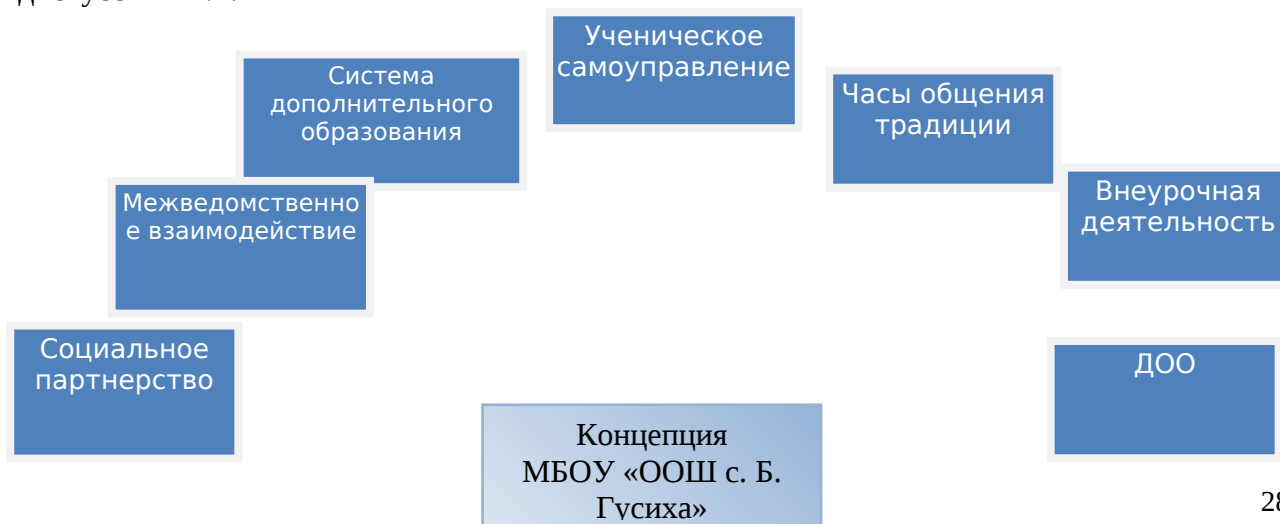 Ученическое
самоуправление
Система
дополнительного
образования
Часы общения
традиции
Межведомственно
е взаимодействие
Внеурочная
деятельность
Социальное
партнерство
ДОО
Концепция
МБОУ «ООШ с. Б.
Гусиха»
28